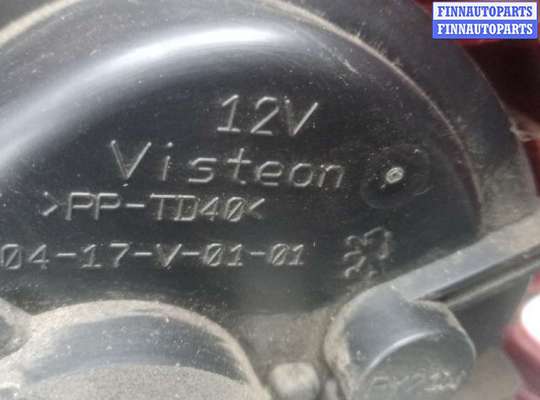 FINNAUTOPARTS
FINNAUTOPARTS
12V
Visteon
>PP-TD40<
04-17-V-01-01